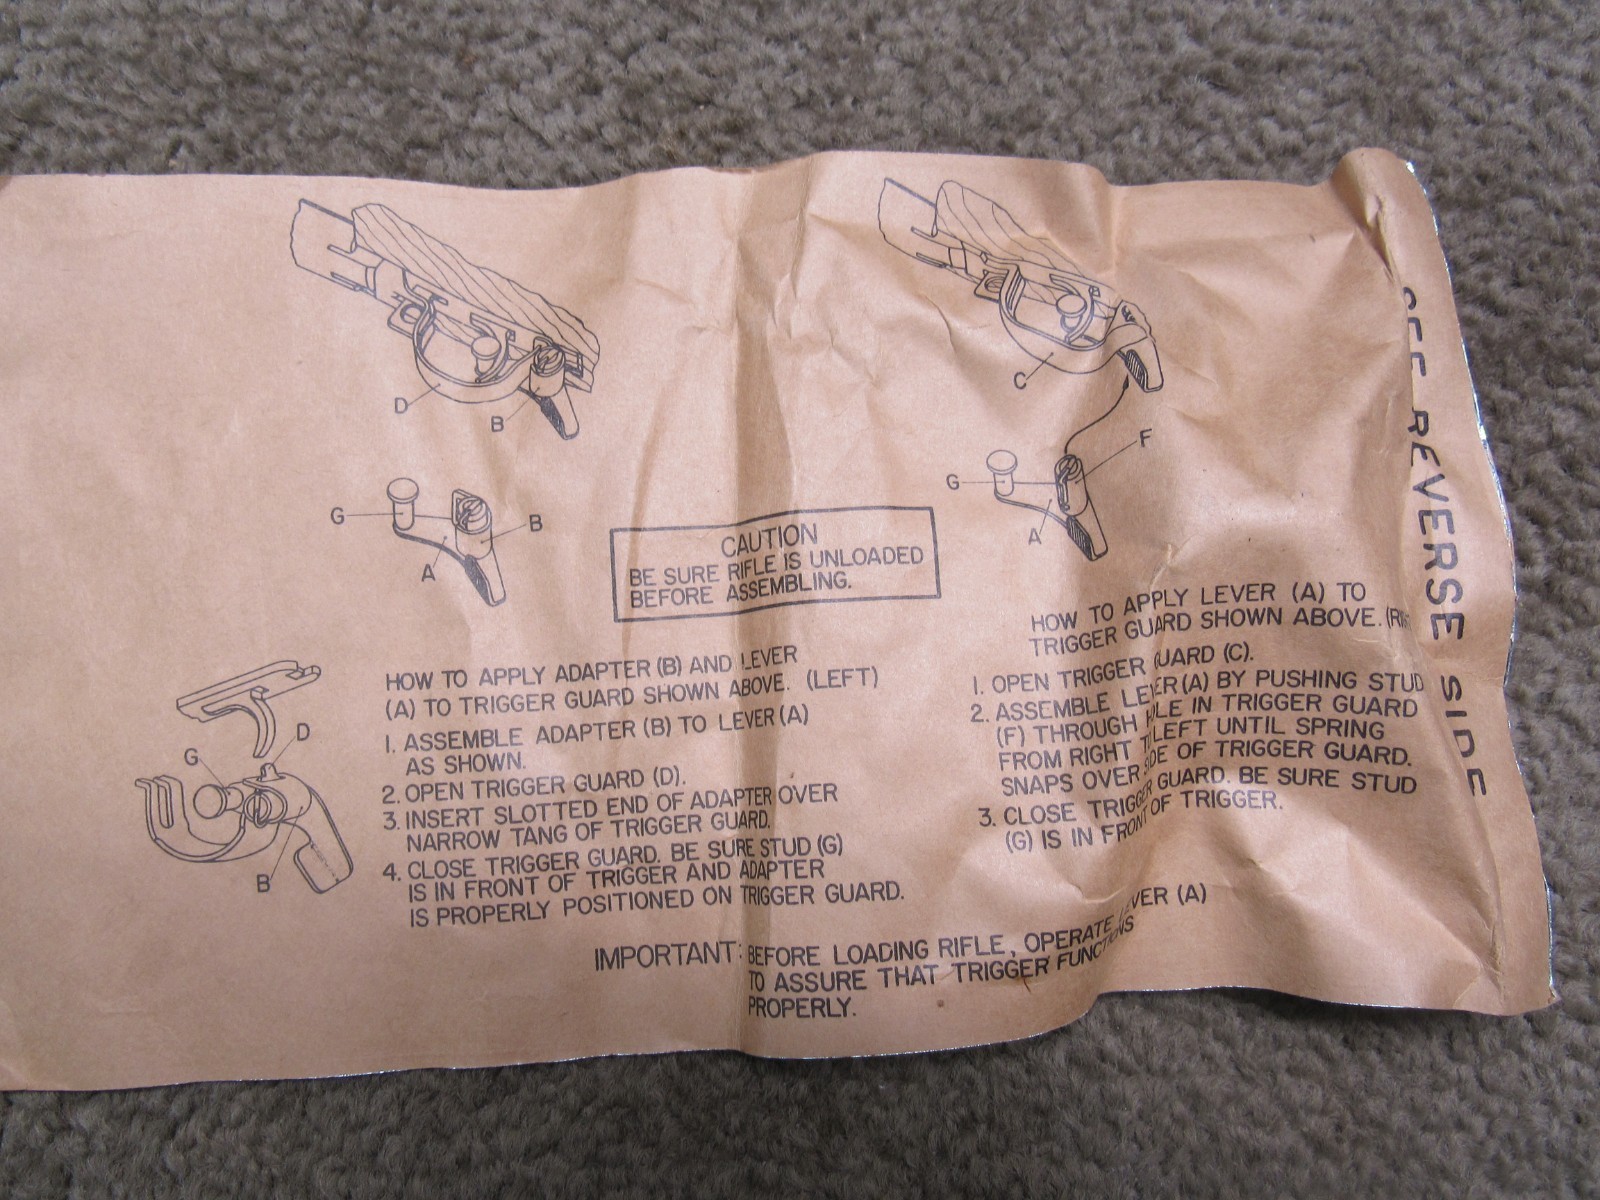 D
B
C
G
B
A
F
G
A
CAUTION
BE SURE RIFLE IS UNLOADED
BEFORE ASSEMBLING.
D
G
B
HOW TO APPLY ADAPTER (B) AND LEVER
(A) TO TRIGGER GUARD SHOWN ABOVE. (LEFT)
1. ASSEMBLE ADAPTER (B) TO LEVER (A)
AS SHOWN.
2. OPEN TRIGGER GUARD (D).
3. INSERT SLOTTED END OF ADAPTER OVER
NARROW TANG OF TRIGGER GUARD.
4. CLOSE TRIGGER GUARD. BE SURE STUD (G)
IS IN FRONT OF TRIGGER AND ADAPTER
IS PROPERLY POSITIONED ON TRIGGER GUARD.
HOW TO APPLY LEVER (A) TO
TRIGGER GUARD SHOWN ABOVE.
1. OPEN TRIGGER GUARD (C).
2. ASSEMBLE LEVER (A) BY PUSHING STUD
(F) THROUGH HOLE IN TRIGGER GUARD
FROM RIGHT TO LEFT UNTIL SPRING
SNAPS OVER SIDE OF TRIGGER GUARD.
3. CLOSE TRIGGER GUARD. BE SURE STUD
(G) IS IN FRONT OF TRIGGER.
IMPORTANT: BEFORE LOADING RIFLE, OPERATE LEVER (A)
TO ASSURE THAT TRIGGER FUNCTIONS
PROPERLY.
SEE REVERSE SIDE